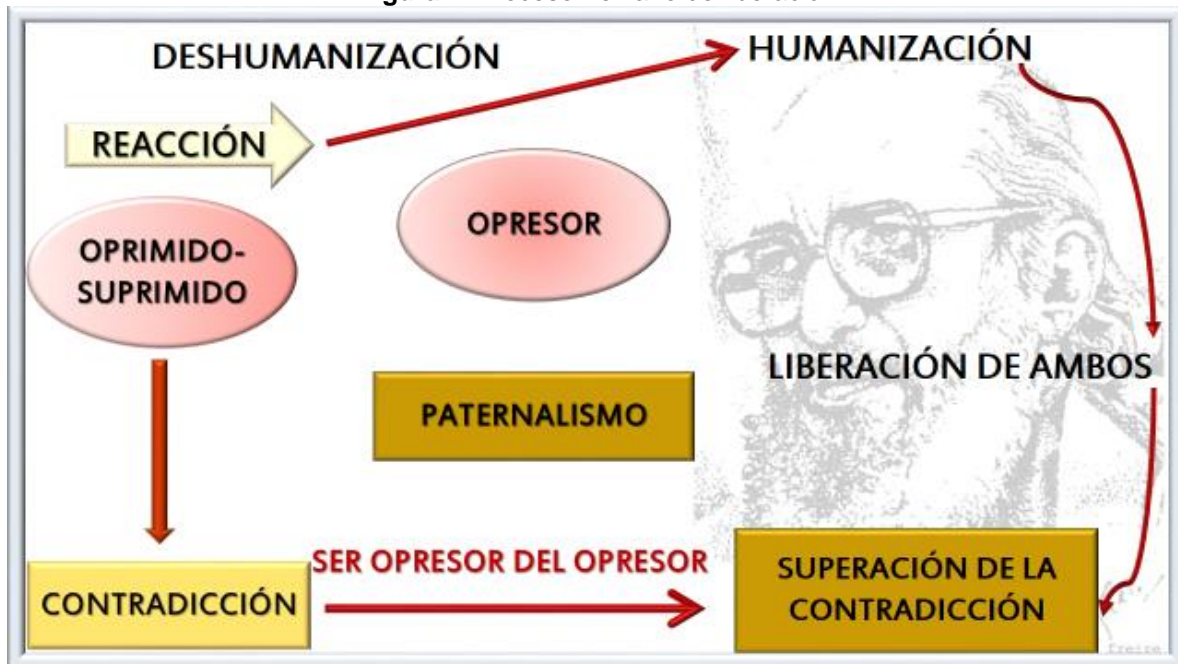 DESHUMANIZACIÓN
HUMANIZACIÓN
REACCIÓN
OPRIMIDO-
SUPRIMIDO
OPRESOR
LIBERACIÓN DE AMBOS
PATERNALISMO
SER OPRESOR DEL OPRESOR
CONTRADICCIÓN
SUPERACIÓN DE LA
CONTRADICCIÓN
freire